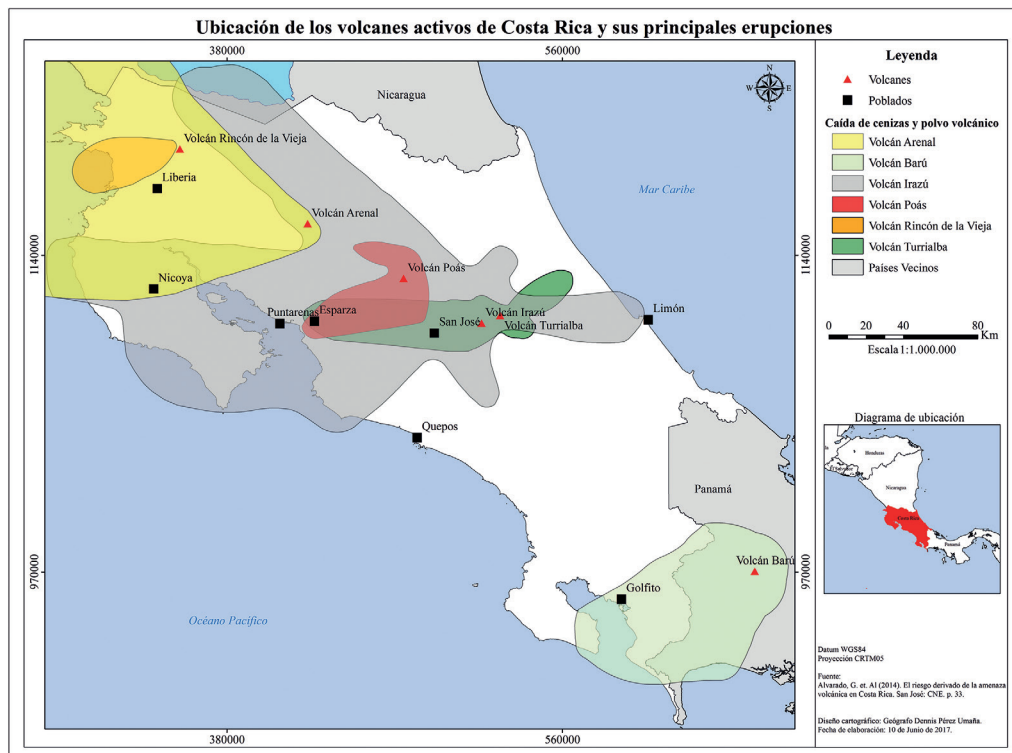 Ubicación de los volcanes activos de Costa Rica y sus principales erupciones
380000
560000
Nicaragua
Volcán Rincón de la Vieja
Liberia
Mar Caribe
Volcán Arenal
1140000
1140000
Volcán Poás
Nicoya
Puntarenas
Esparza
San José
Volcán Irazú
Volcán Turrialba
Limón
Quepos
Panamá
Volcán Barú
970000
970000
Golfito
Océano Pacífico
380000
560000
Leyenda
Volcanes
Poblados
Caída de cenizas y polvo volcánico
Volcán Arenal
Volcán Barú
Volcán Irazú
Volcán Poás
Volcán Rincón de la Vieja
Volcán Turrialba
Países Vecinos
N
W
E
S
0
20
40
60
80
Km
Escala 1:1.000.000
Diagrama de ubicación
Honduras
El Salvador
Nicaragua
Costa Rica
Panamá
Datum WGS84
Proyección CRTM05
Fuente:
Alvarado, G. et. Al (2014). El riesgo derivado de la amenaza
volcánica en Costa Rica. San José: CNE. p. 33.
Diseño cartográfico: Geógrafo Dennis Pérez Umaña.
Fecha de elaboración: 10 de Junio de 2017.